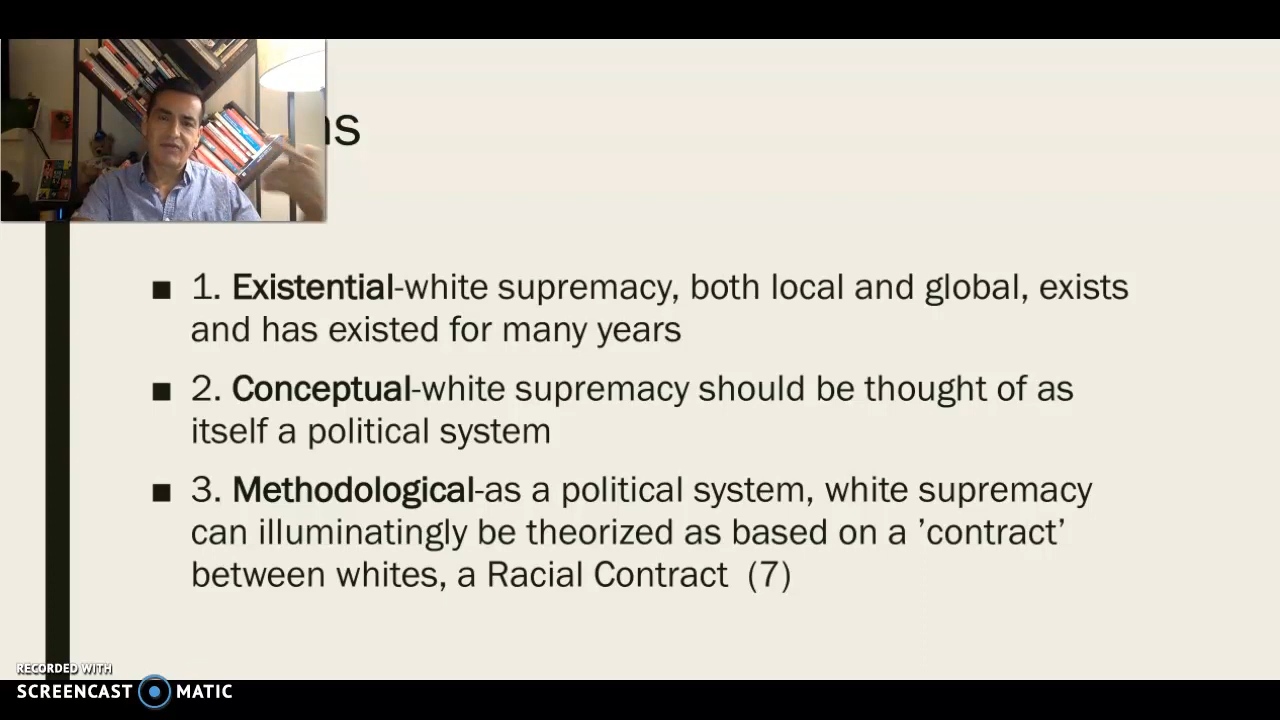 ■ 1. Existential-white supremacy, both local and global, exists
and has existed for many years
■ 2. Conceptual-white supremacy should be thought of as
itself a political system
■ 3. Methodological-as a political system, white supremacy
can illuminatingly be theorized as based on a ’contract’
between whites, a Racial Contract (7)
RECORDED WITH
SCREENCAST MATIC